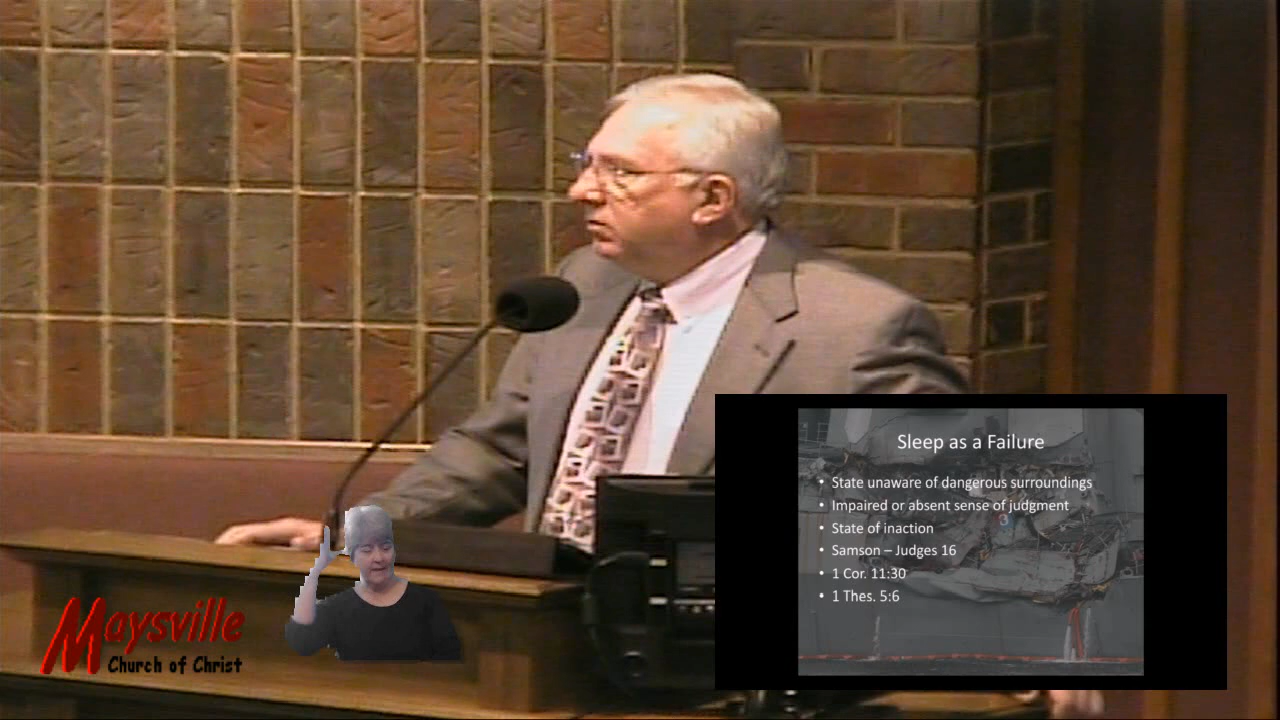 Sleep as a Failure
• State unaware of dangerous surroundings
• Impaired or absent sense of judgment
• State of inaction
• Samson – Judges 16
• 1 Cor. 11:30
• 1 Thes. 5:6
Maysville
Church of Christ